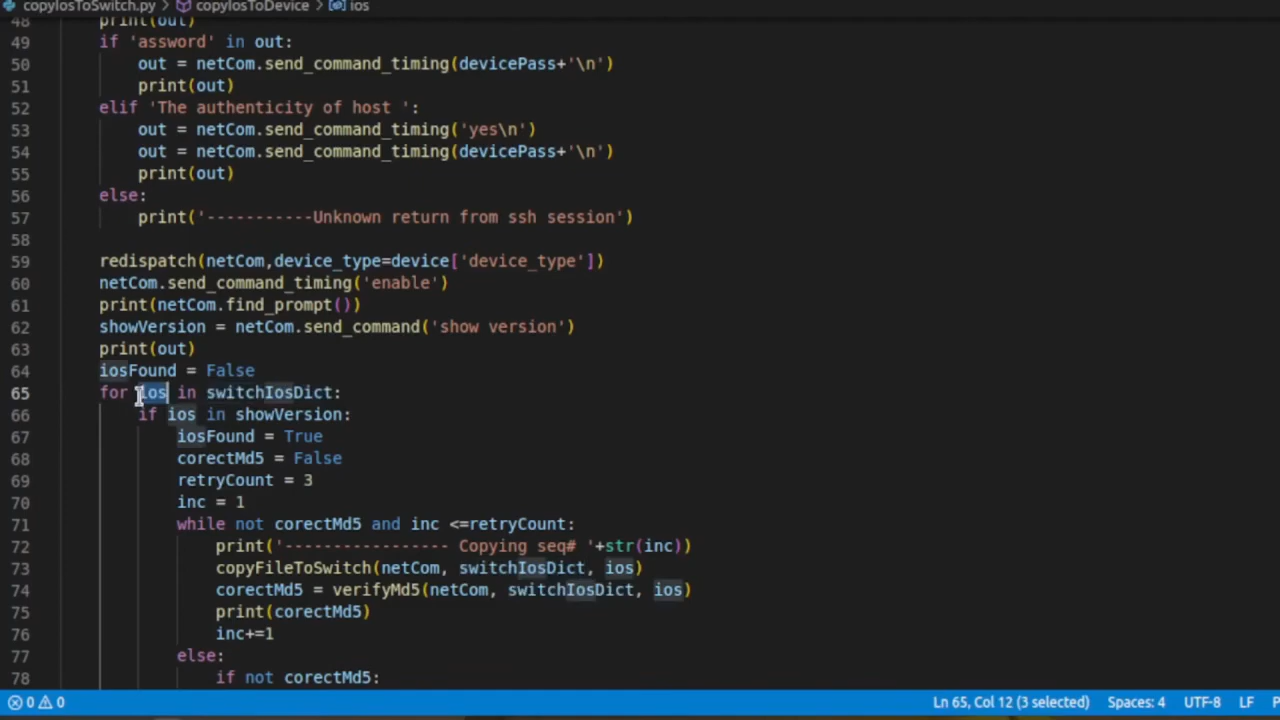 copyIosToSwitch.py > copyIosToDevice > ios
48 print(out)
49 if 'assword' in out:
50 out = netCom.send_command_timing(devicePass+'\n')
51 print(out)
52 elif 'The authenticity of host ':
53 out = netCom.send_command_timing('yes\n')
54 out = netCom.send_command_timing(devicePass+'\n')
55 print(out)
56 else:
57 print('-----------Unknown return from ssh session')
58
59 redispatch(netCom,device_type=device['device_type'])
60 netCom.send_command_timing('enable')
61 print(netCom.find_prompt())
62 showVersion = netCom.send_command('show version')
63 print(out)
64 iosFound = False
65 for ios in switchIosDict:
66 if ios in showVersion:
67 iosFound = True
68 corectMd5 = False
69 retryCount = 3
70 inc = 1
71 while not corectMd5 and inc <=retryCount:
72 print('----------------- Copying seq# '+str(inc))
73 copyFileToSwitch(netCom, switchIosDict, ios)
74 corectMd5 = verifyMd5(netCom, switchIosDict, ios)
75 print(corectMd5)
76 inc+=1
77 else:
78 if not corectMd5:
0 0 Ln 65, Col 12 (3 selected) Spaces: 4 UTF-8 LF